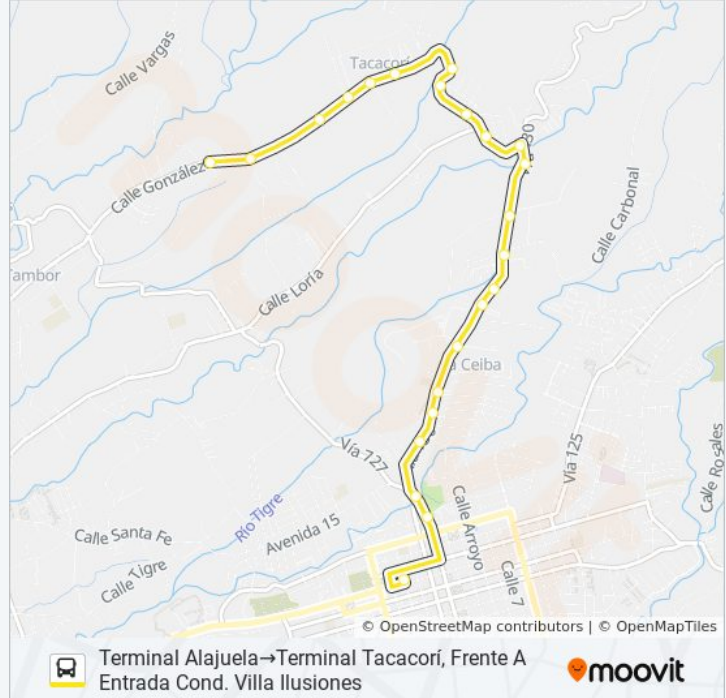 Calle Vargas
Tacacorí
Calle González
Calle Carbonal
Tambor
Calle Loría
Ceiba
Vía 727
Vía 125
Calle Rosales
Río Tigre
Calle Arroyo
Avenida 15
Calle Santa Fe
Calle Tigre
Calle 7
© OpenStreetMap contributors | © OpenMapTiles
Terminal Alajuela→Terminal Tacacorí, Frente A
Entrada Cond. Villa Ilusiones
moovit